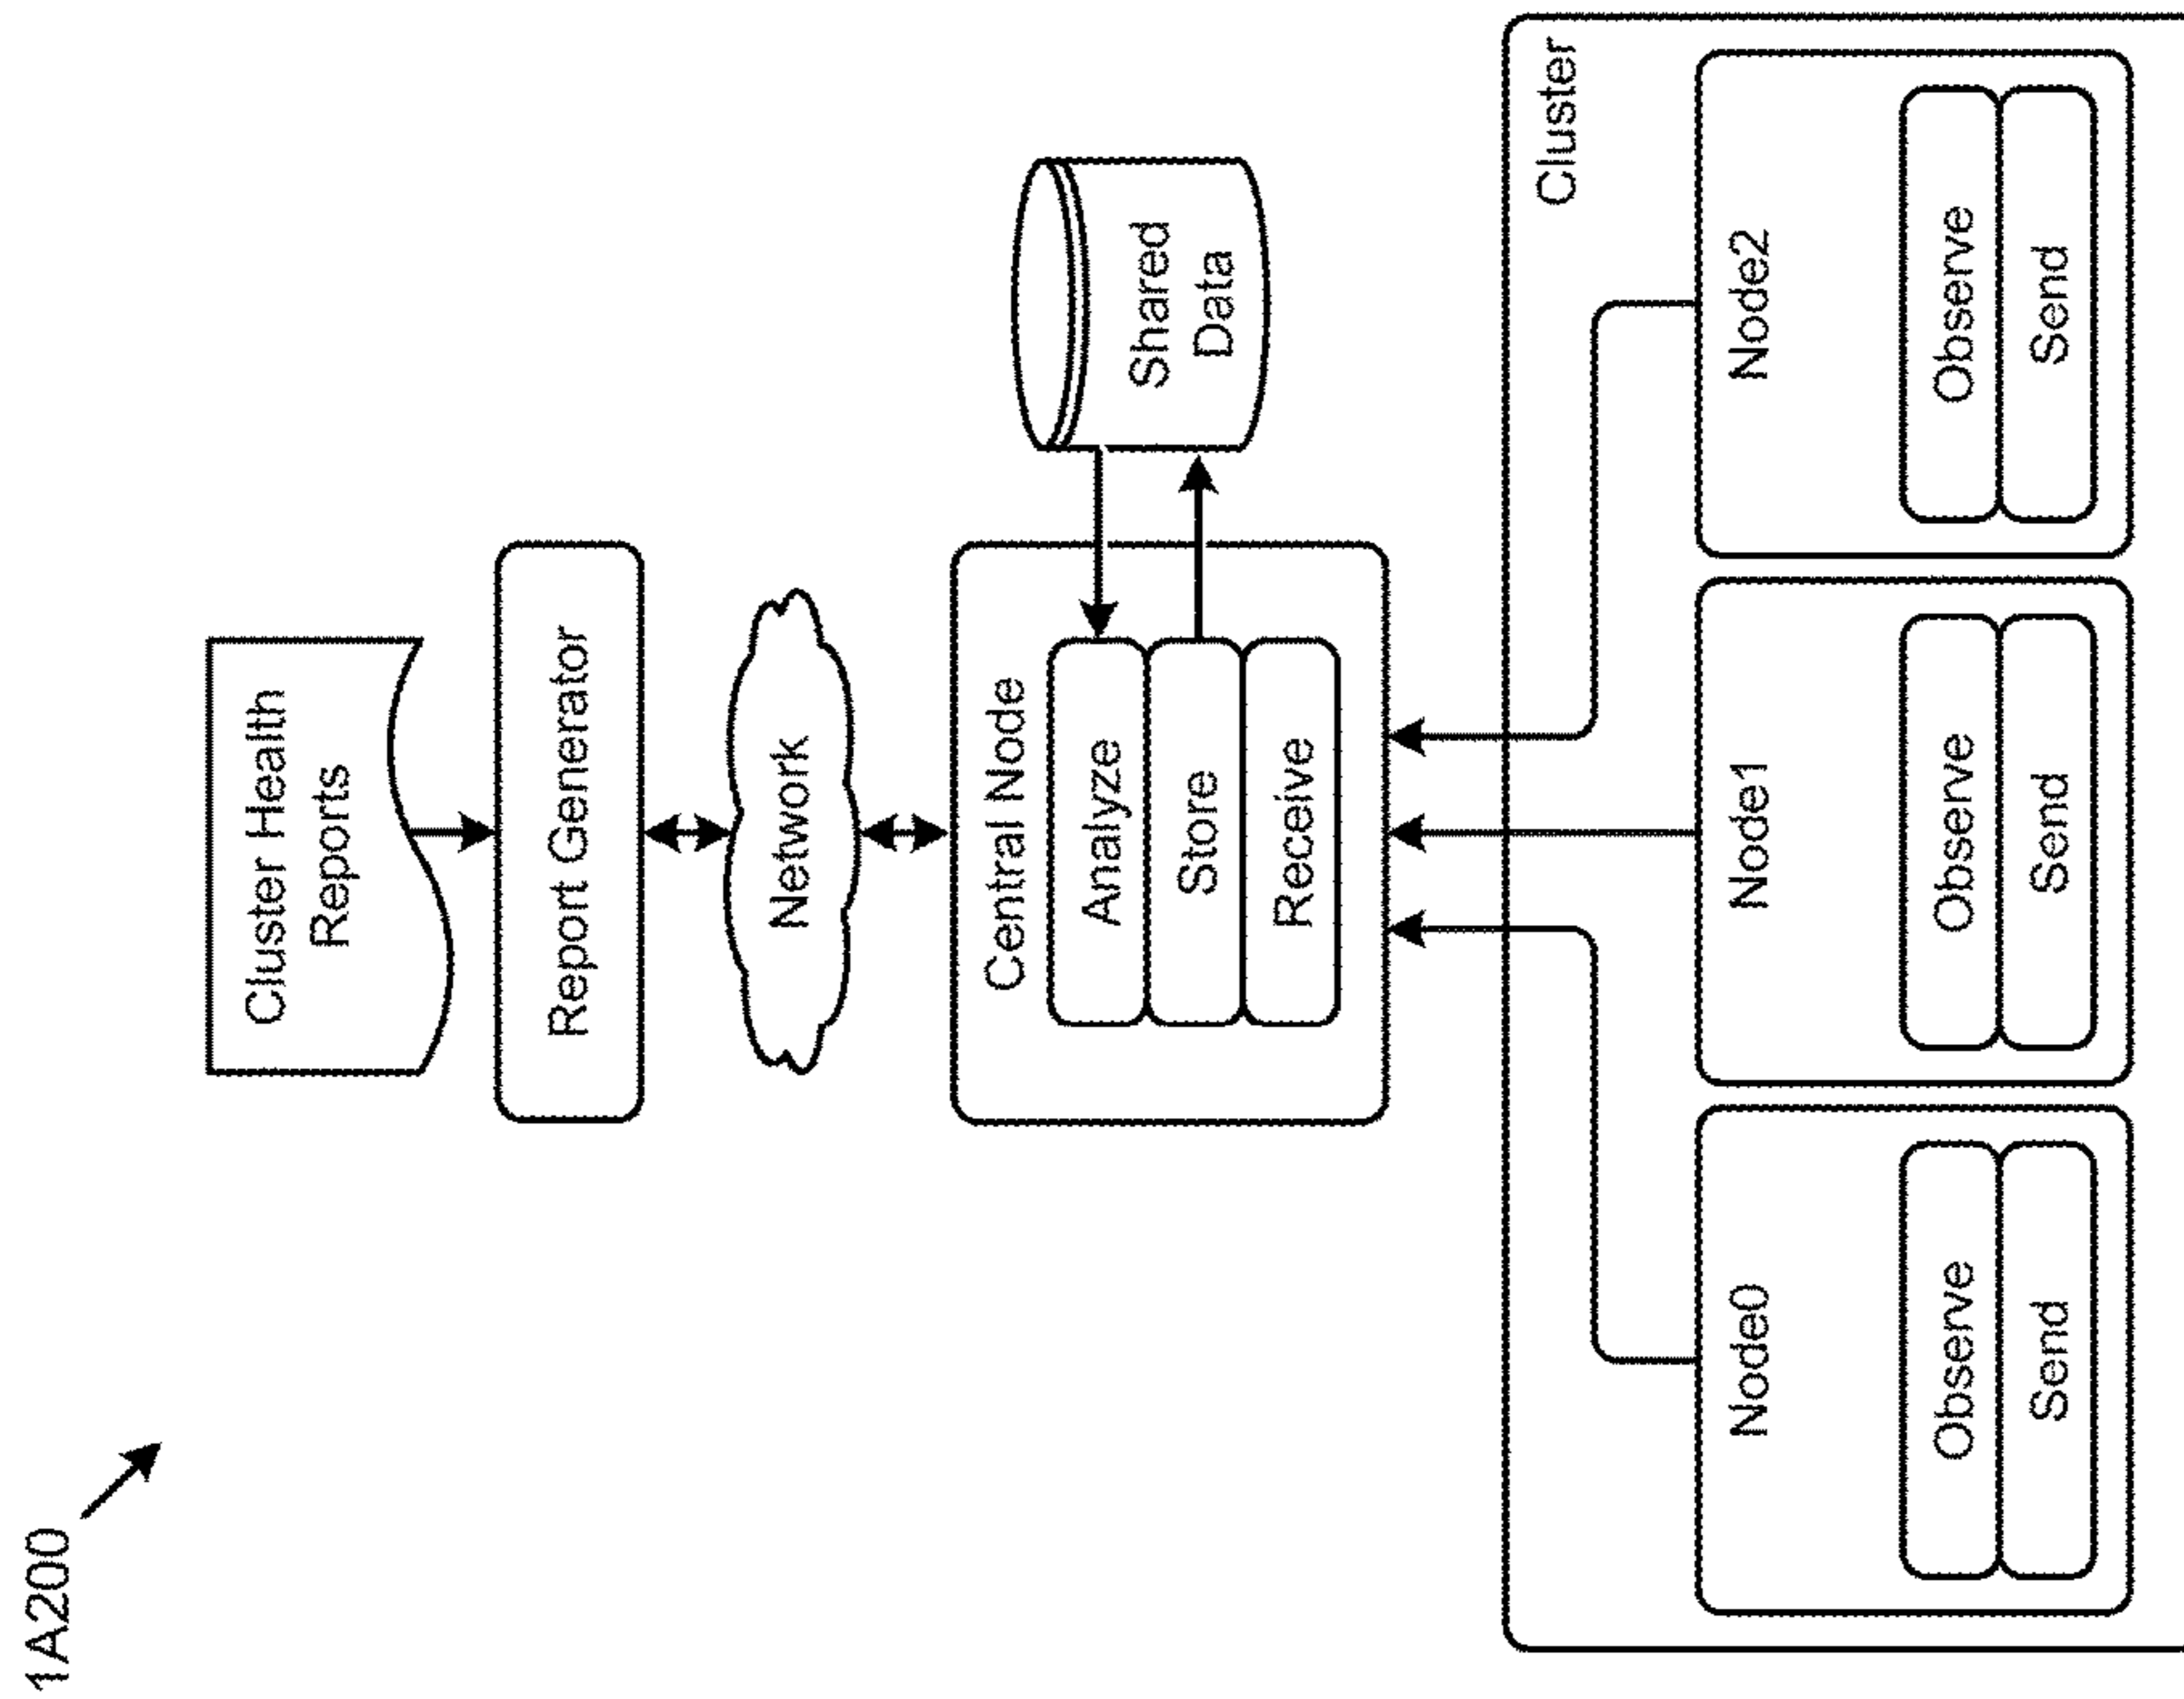 1A200
Cluster Health
Reports
Report Generator
Network
Central Node
Analyze
Store
Receive
Shared
Data
Cluster
Node0
Observe
Send
Node1
Observe
Send
Node2
Observe
Send